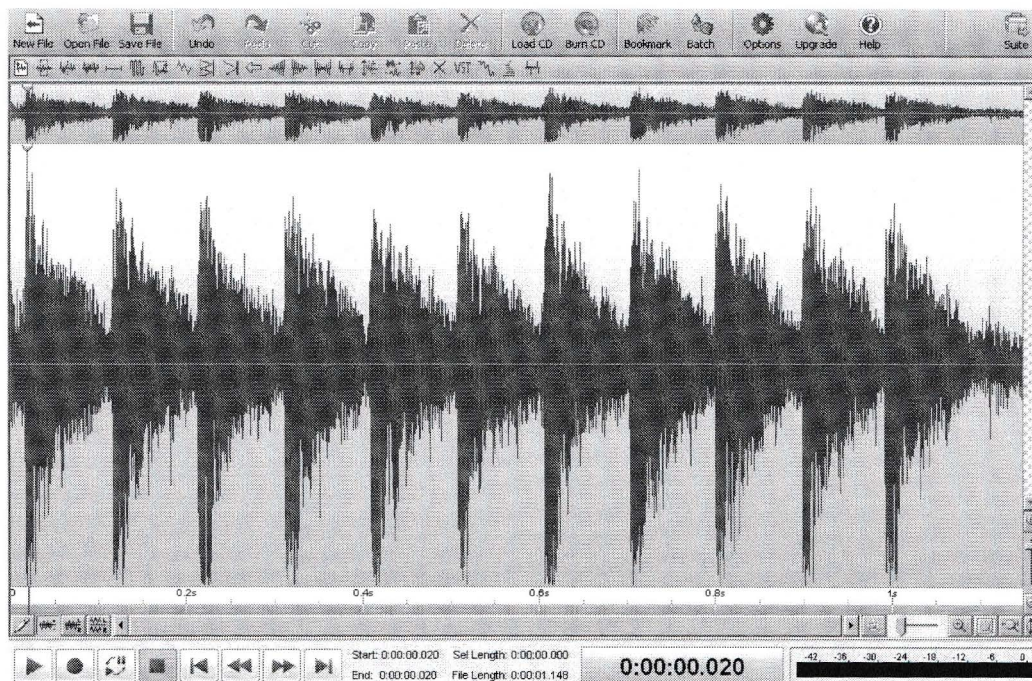 New File Open File Save File Undo Redo Cut Copy Paste Delete Load CD Burn CD Bookmark Batch Options Upgrade Help Suite
VST
0 0.2s 0.4s 0.6s 0.8s 1s
Start: 0:00:00.020 Sel Length: 0:00:00.000
0:00:00.020
-42, -36, -30, -24, -18, -12, -6, 0,
End: 0:00:00.020 File Length: 0:00:01.148